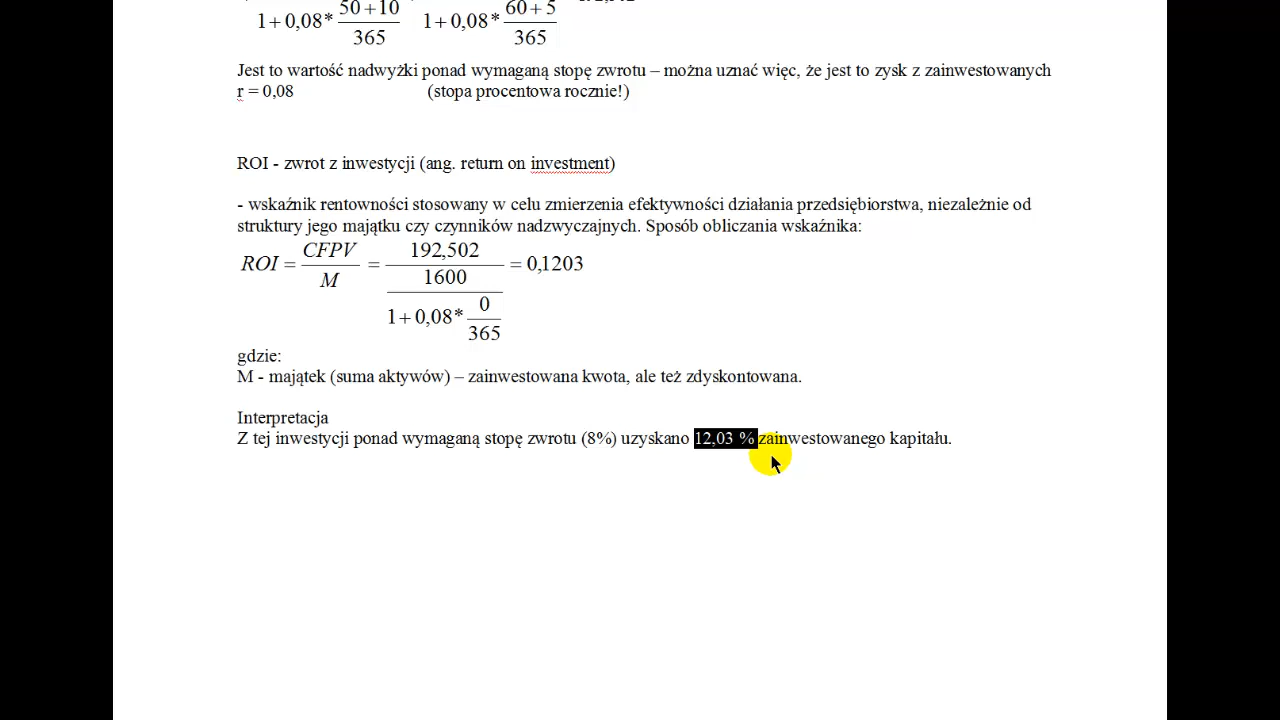 50+10 60+5
1+0,08* 1+0,08*
365 365
Jest to wartość nadwyżki ponad wymaganą stopę zwrotu – można uznać więc, że jest to zysk z zainwestowanych
r = 0,08 (stopa procentowa rocznie!)
ROI - zwrot z inwestycji (ang. return on investment)
- wskaźnik rentowności stosowany w celu zmierzenia efektywności działania przedsiębiorstwa, niezależnie od
struktury jego majątku czy czynników nadzwyczajnych. Sposób obliczania wskaźnika:
ROI = CFPV / M = 192,502 / (1600 / (1+0,08* 0/365)) = 0,1203
gdzie:
M - majątek (suma aktywów) – zainwestowana kwota, ale też zdyskontowana.
Interpretacja
Z tej inwestycji ponad wymaganą stopę zwrotu (8%) uzyskano 12,03 % zainwestowanego kapitału.